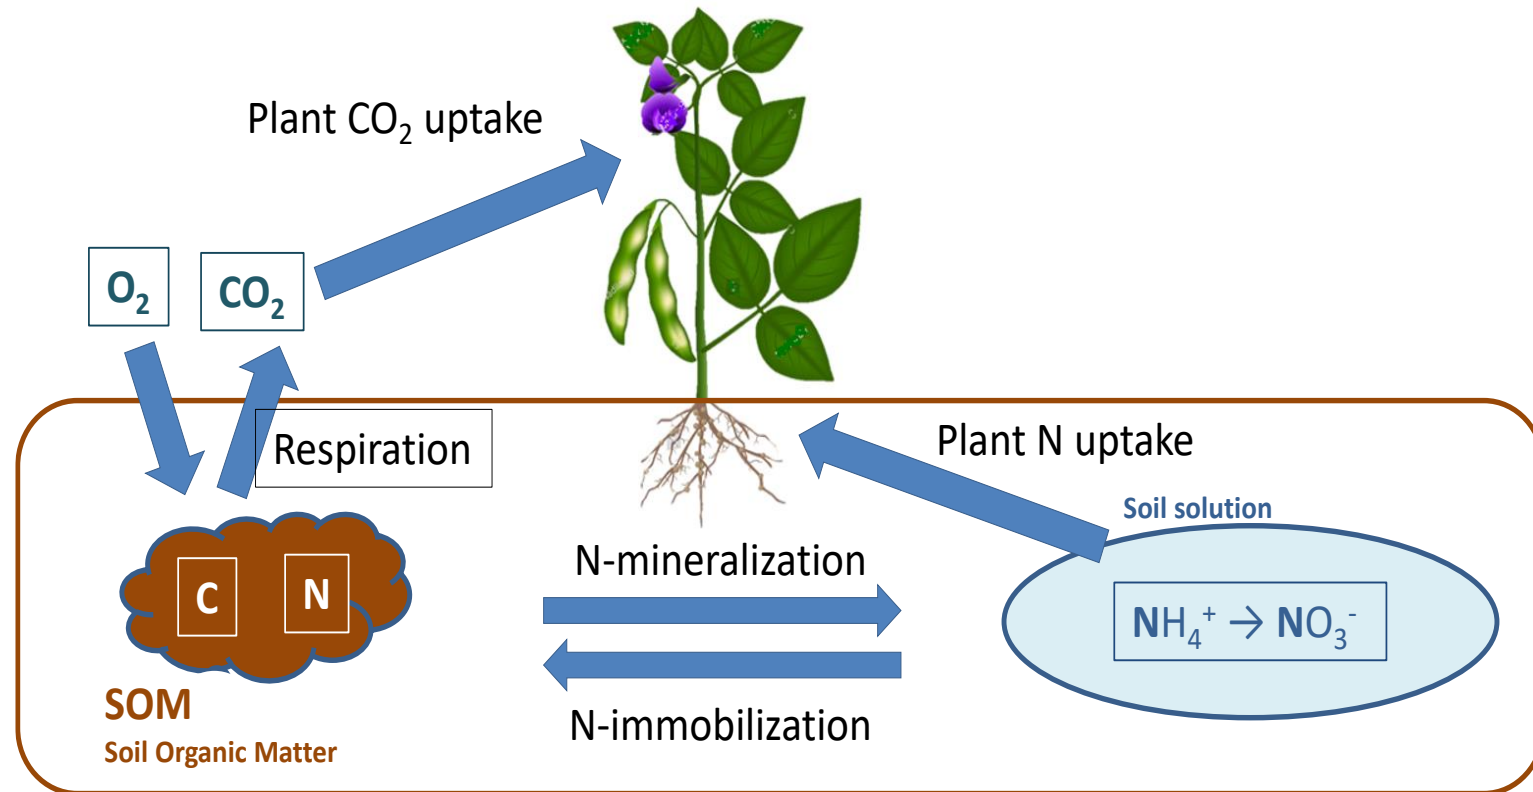 Plant CO₂ uptake
O₂
CO₂
Respiration
Plant N uptake
Soil solution
N-mineralization
C
N
NH₄⁺ → NO₃⁻
SOM
N-immobilization
Soil Organic Matter